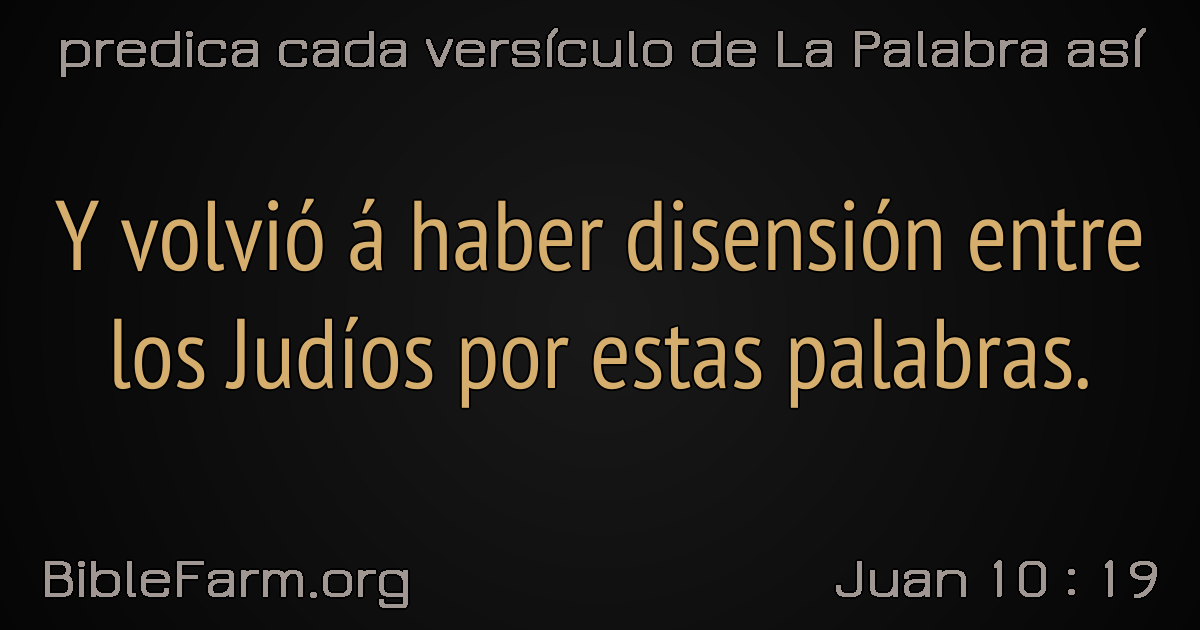 predica cada versículo de La Palabra así
Y volvió á haber disensión entre
los Judíos por estas palabras.
BibleFarm.org
Juan 10 : 19